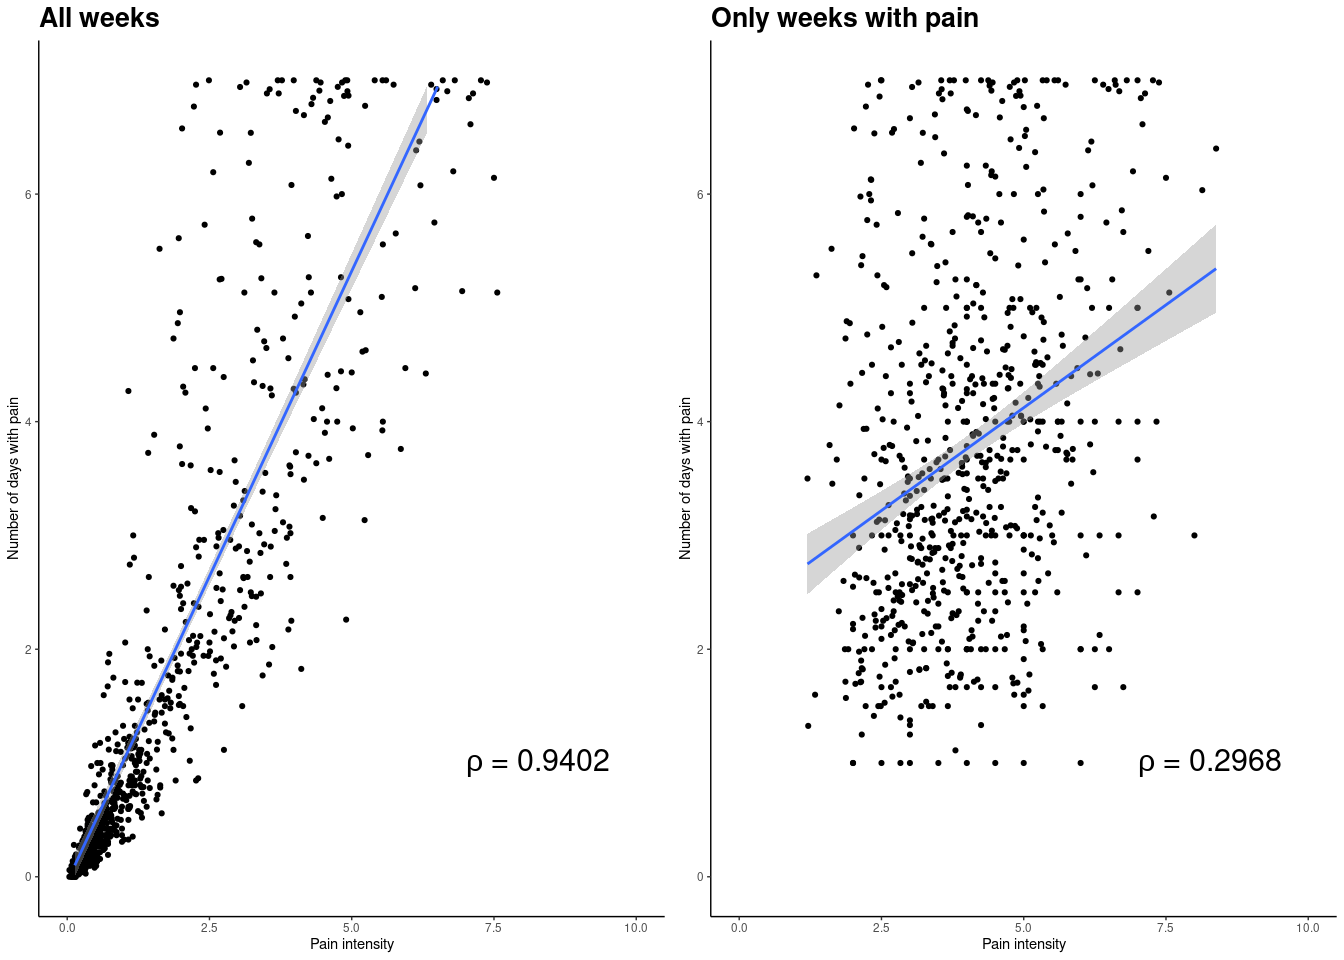 All weeks
Number of days with pain
6
4
2
0
0.0 2.5 5.0 7.5 10.0
Pain intensity
ρ = 0.9402
Only weeks with pain
Number of days with pain
6
4
2
0
0.0 2.5 5.0 7.5 10.0
Pain intensity
ρ = 0.2968